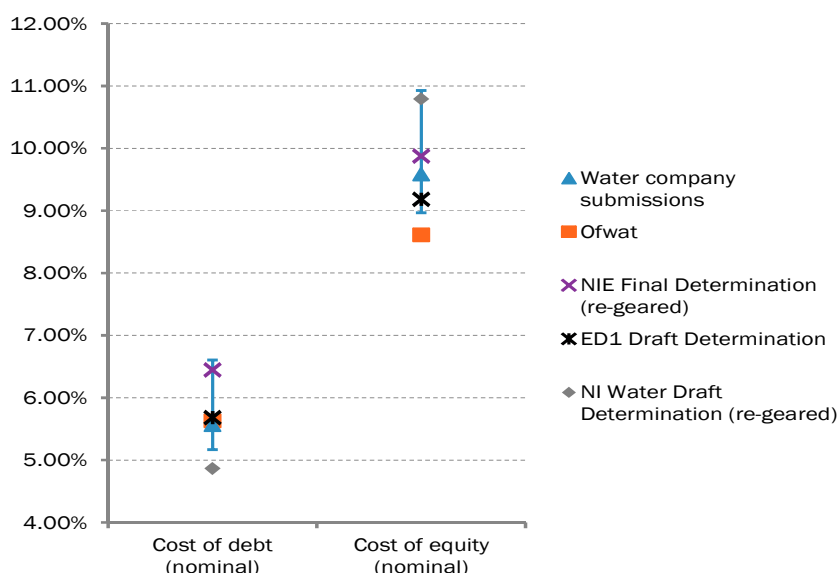 12.00%
11.00%
10.00%
9.00%
8.00%
7.00%
6.00%
5.00%
4.00%
Cost of debt
(nominal)
Cost of equity
(nominal)
Water company
submissions
Ofwat
NIE Final Determination
(re-geared)
ED1 Draft Determination
NI Water Draft
Determination (re-geared)